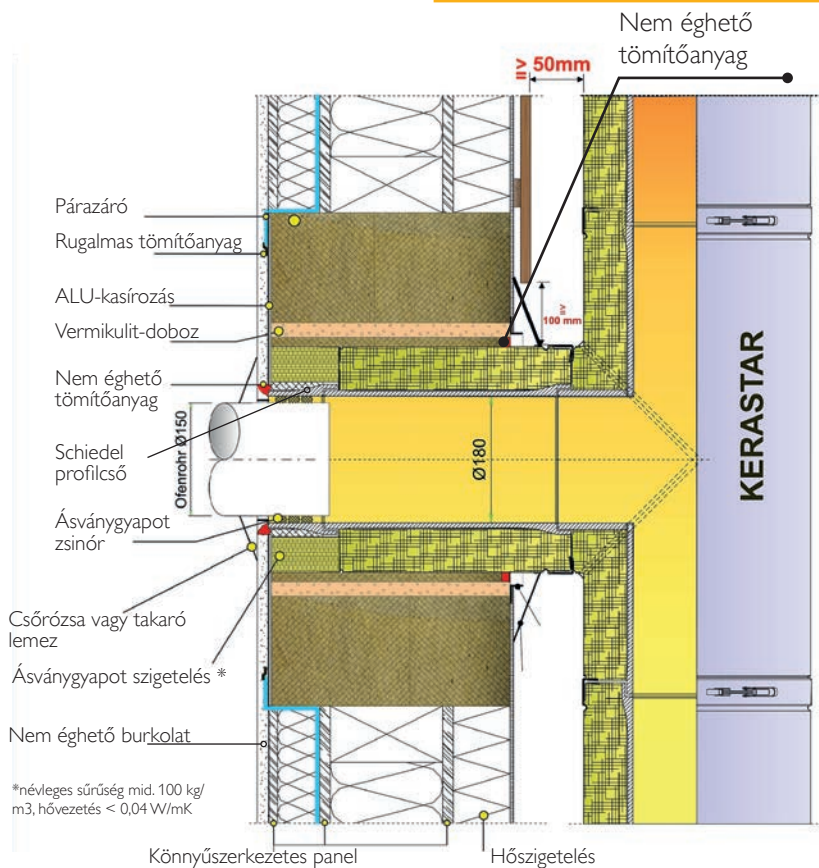 Nem éghető
tömítőanyag
≥ 50mm
Párazáró
Rugalmas tömítőanyag
ALU-kasírozás
≥
100 mm
Vermikulit-doboz
Nem éghető
tömítőanyag
Schiedel
profilcső
Ofenrohr Ø150
Ø180
KERASTAR
Ásványgyapot
zsinór
Csőrózsa vagy takaró
lemez
Ásványgyapot szigetelés *
Nem éghető burkolat
*névleges sűrűség mid. 100 kg/
m3, hővezetés < 0,04 W/mK
Könnyűszerkezetes panel
Hőszigetelés